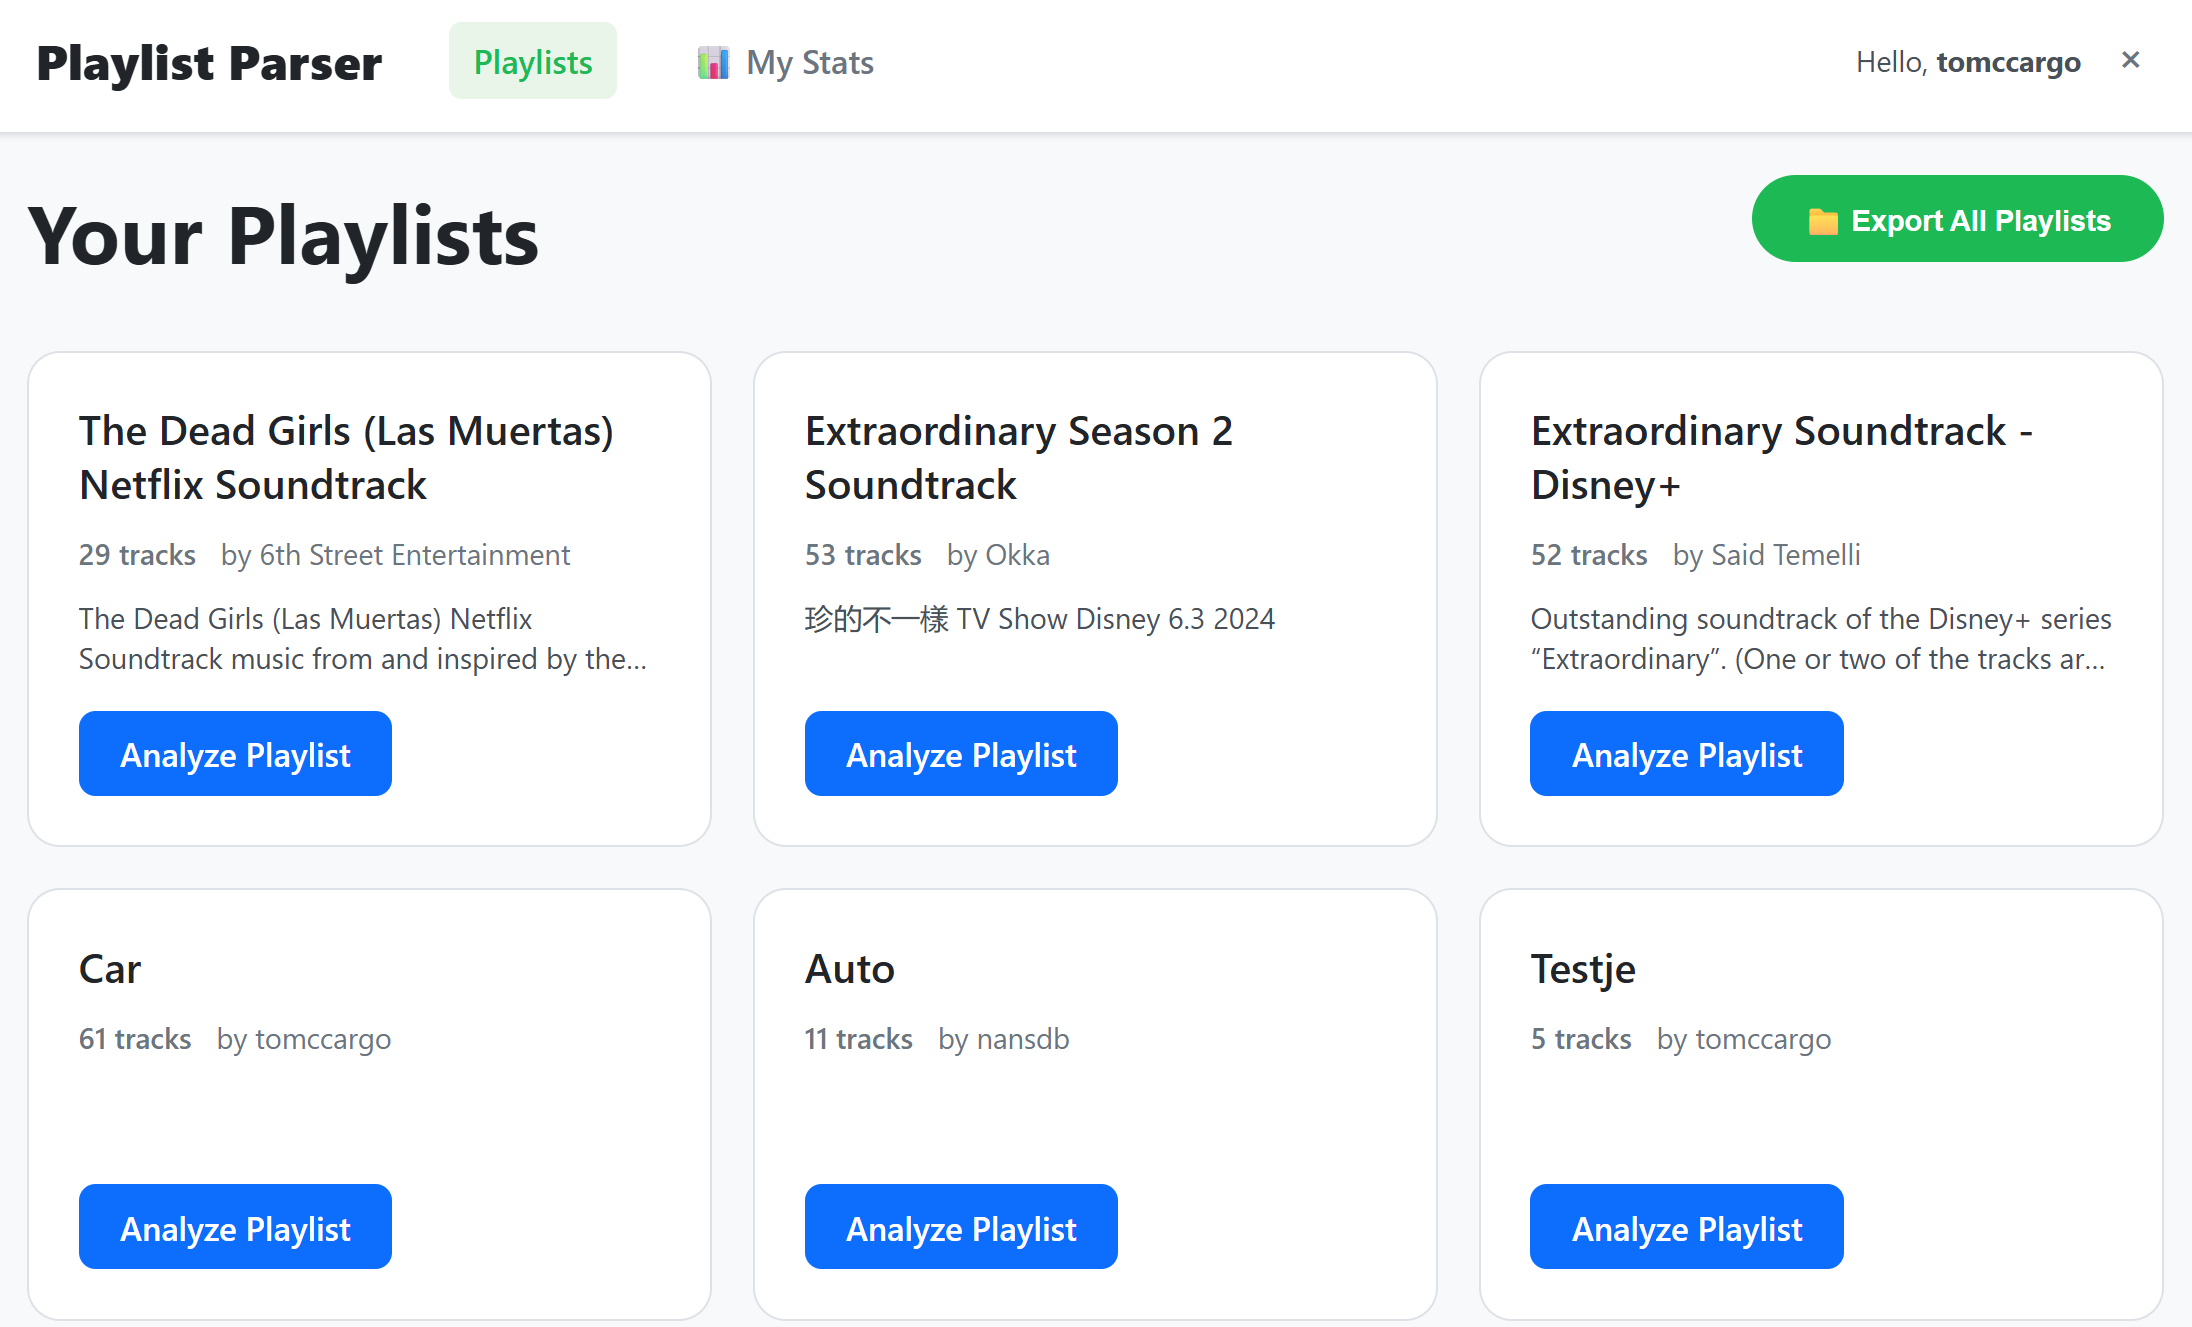 Playlist Parser
Playlists
My Stats
Hello, tomccargo ×
Your Playlists
Export All Playlists
The Dead Girls (Las Muertas)
Netflix Soundtrack
29 tracks by 6th Street Entertainment
The Dead Girls (Las Muertas) Netflix
Soundtrack music from and inspired by the...
Analyze Playlist
Extraordinary Season 2
Soundtrack
53 tracks by Okka
珍的不一樣 TV Show Disney 6.3 2024
Analyze Playlist
Extraordinary Soundtrack -
Disney+
52 tracks by Said Temelli
Outstanding soundtrack of the Disney+ series
“Extraordinary”. (One or two of the tracks ar...
Analyze Playlist
Car
61 tracks by tomccargo
Analyze Playlist
Auto
11 tracks by nansdb
Analyze Playlist
Testje
5 tracks by tomccargo
Analyze Playlist